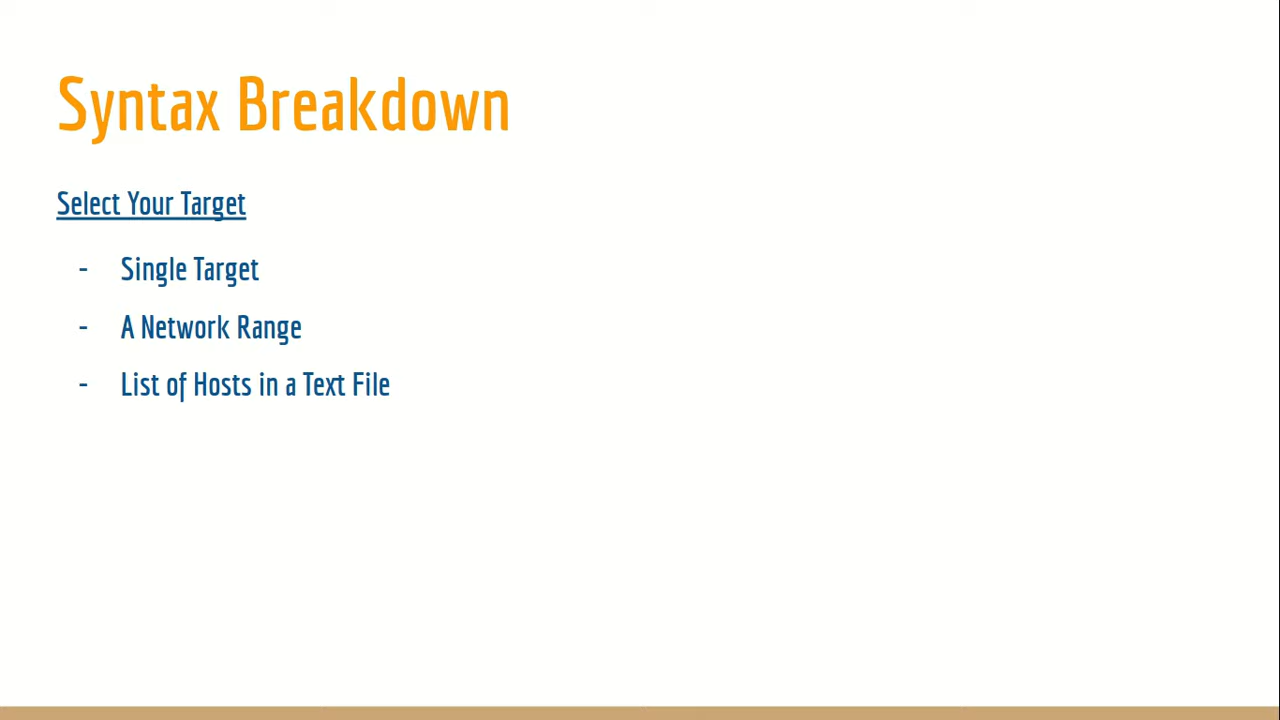 Syntax Breakdown
Select Your Target
- Single Target
- A Network Range
- List of Hosts in a Text File